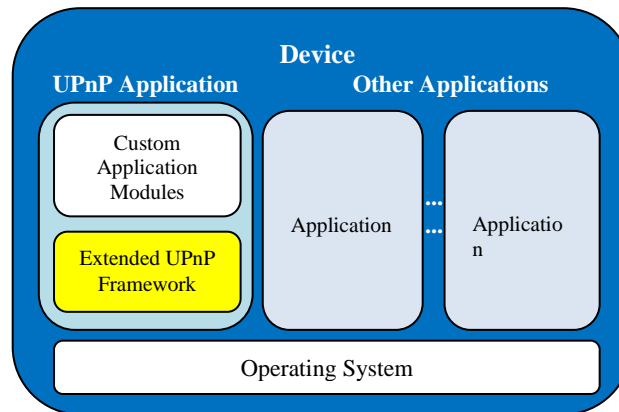 Device
UPnP Application
Other Applications
Custom
Application
Modules
Extended UPnP
Framework
Application
...
...
Applicatio
n
Operating System